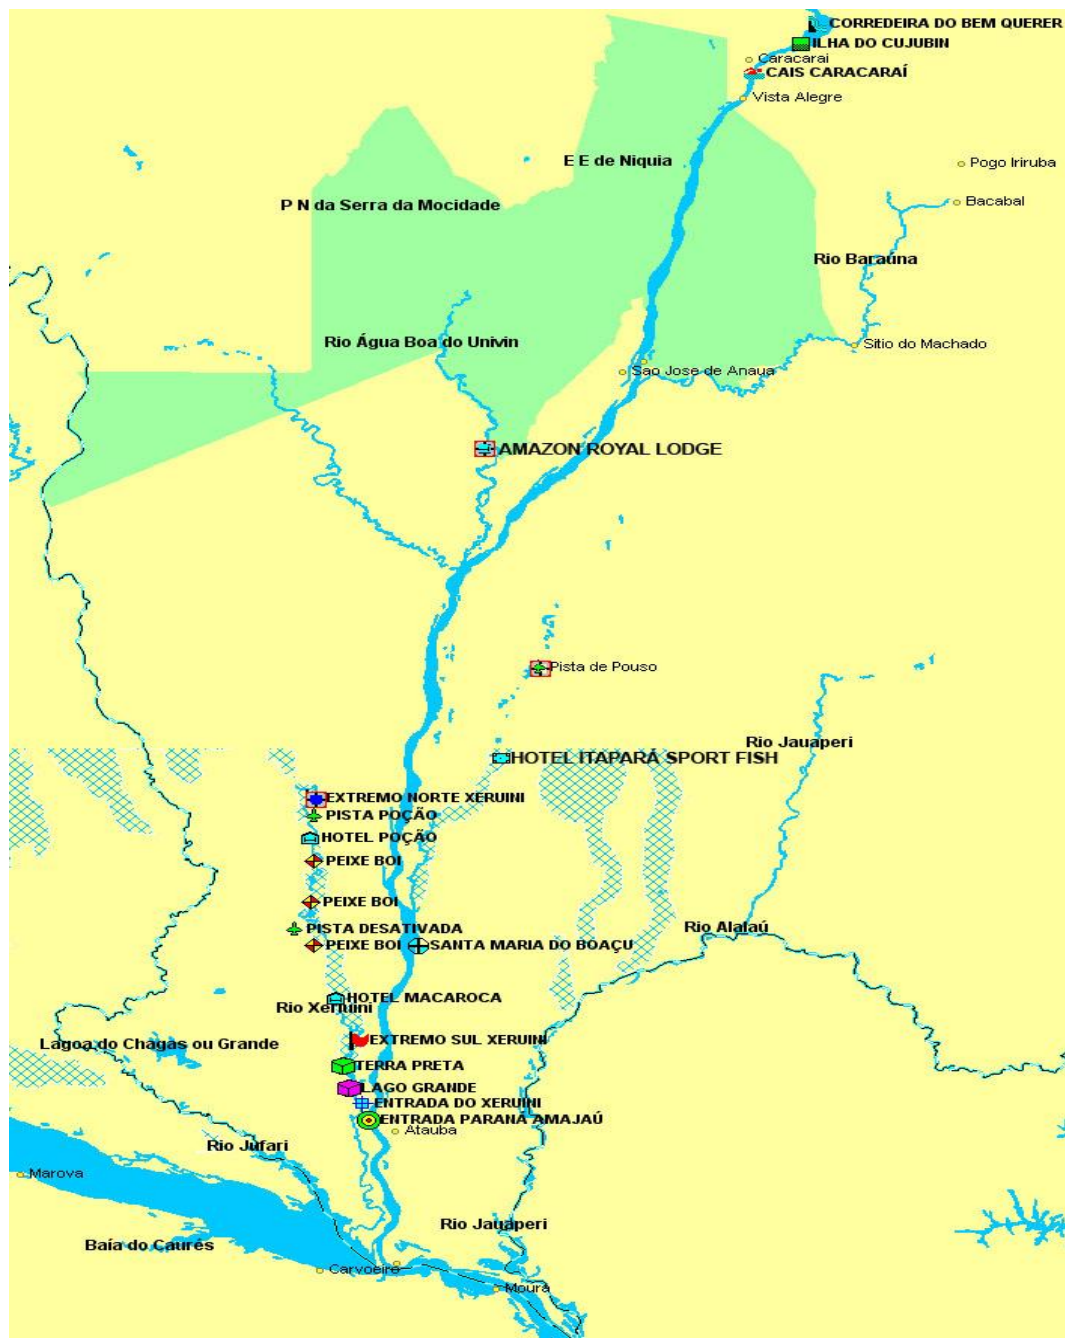 CORREDEIRA DO BEM QUERER
ILHA DO CUJUBIN
Caracarai
CAIS CARACARAÍ
Vista Alegre
E E de Niquia
Pogo Iriruba
P N da Serra da Mocidade
Bacabal
Rio Baraúna
Rio Água Boa do Univin
Sitio do Machado
Sao Jose de Anaua
AMAZON ROYAL LODGE
Pista de Pouso
Rio Jauaperi
HOTEL ITAPARÁ SPORT FISH
EXTREMO NORTE XERUINI
PISTA POÇÃO
HOTEL POÇÃO
PEIXE BOI
PEIXE BOI
PISTA DESATIVADA
Rio Alalaú
PEIXE BOI
SANTA MARIA DO BOAÇU
HOTEL MACAROCA
Rio Xeriuini
EXTREMO SUL XERUINI
Lagoa do Chagas ou Grande
TERRA PRETA
LAGO GRANDE
ENTRADA DO XERUINI
ENTRADA PARANÁ AMAJAÚ
Atauba
Rio Jufari
Marova
Rio Jauaperi
Baía do Caurés
Carvoeiro
Moura